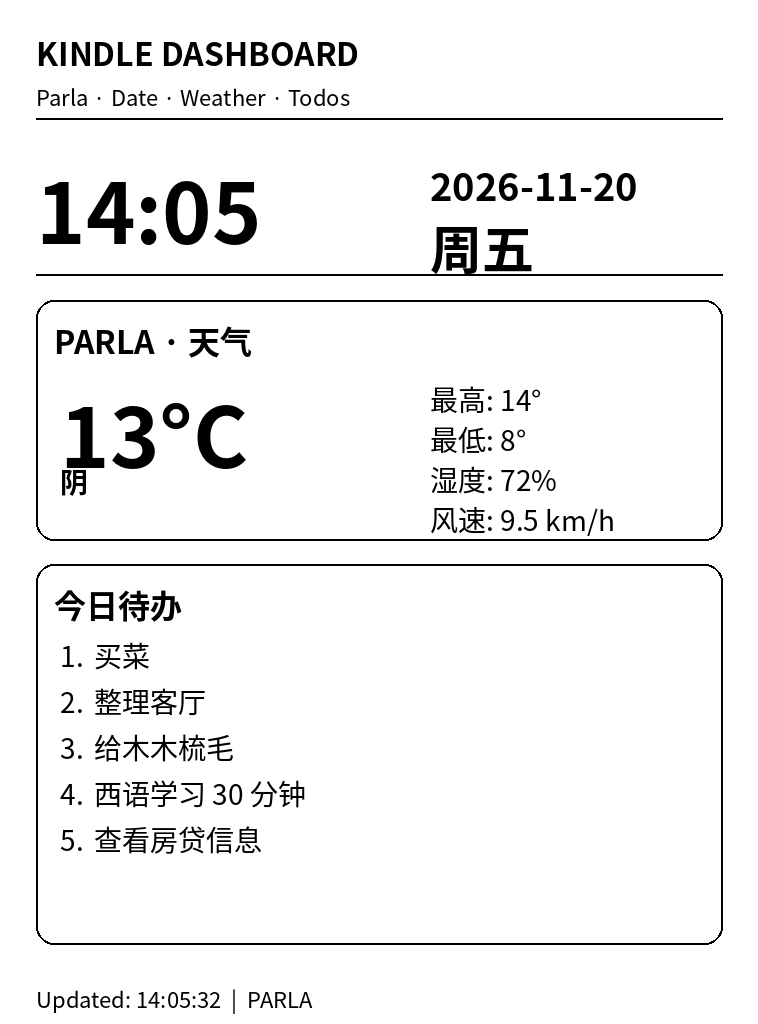 KINDLE DASHBOARD
Parla · Date · Weather · Todos
14:05
2026-11-20
周五
PARLA · 天气
13°C
阴
最高: 14°
最低: 8°
湿度: 72%
风速: 9.5 km/h
今日待办
1. 买菜
2. 整理客厅
3. 给木木梳毛
4. 西语学习 30 分钟
5. 查看房贷信息
Updated: 14:05:32 | PARLA